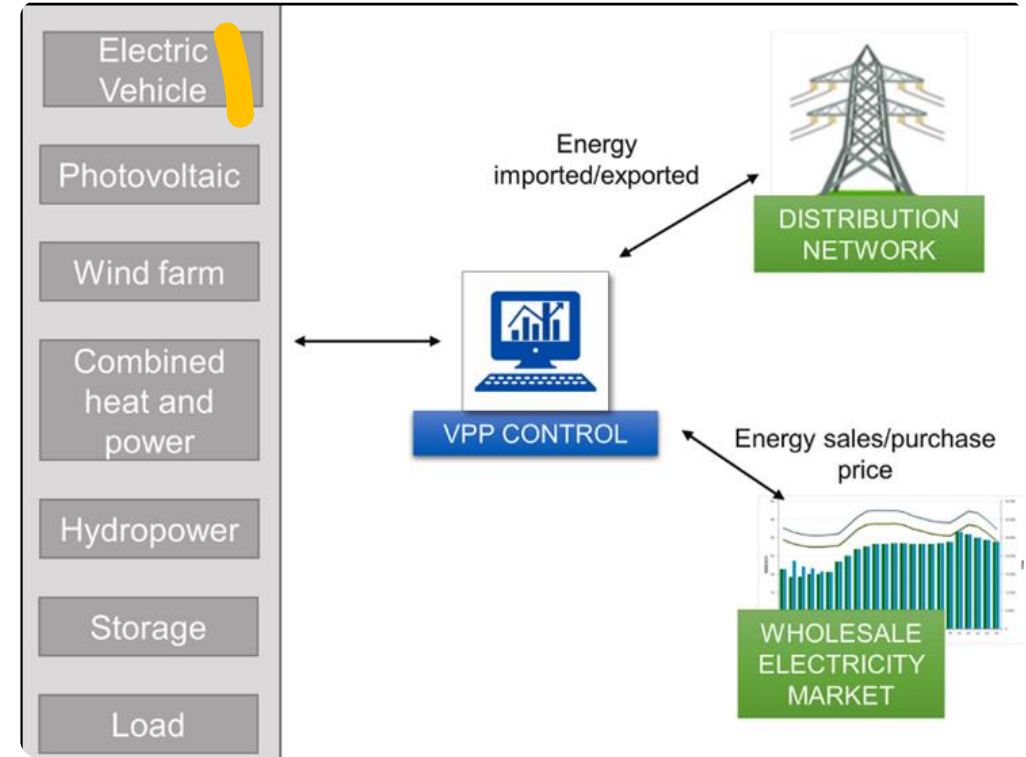 Electric
Vehicle
Photovoltaic
Wind farm
Combined
heat and
power
Hydropower
Storage
Load
Energy
imported/exported
DISTRIBUTION
NETWORK
VPP CONTROL
Energy sales/purchase
price
WHOLESALE
ELECTRICITY
MARKET